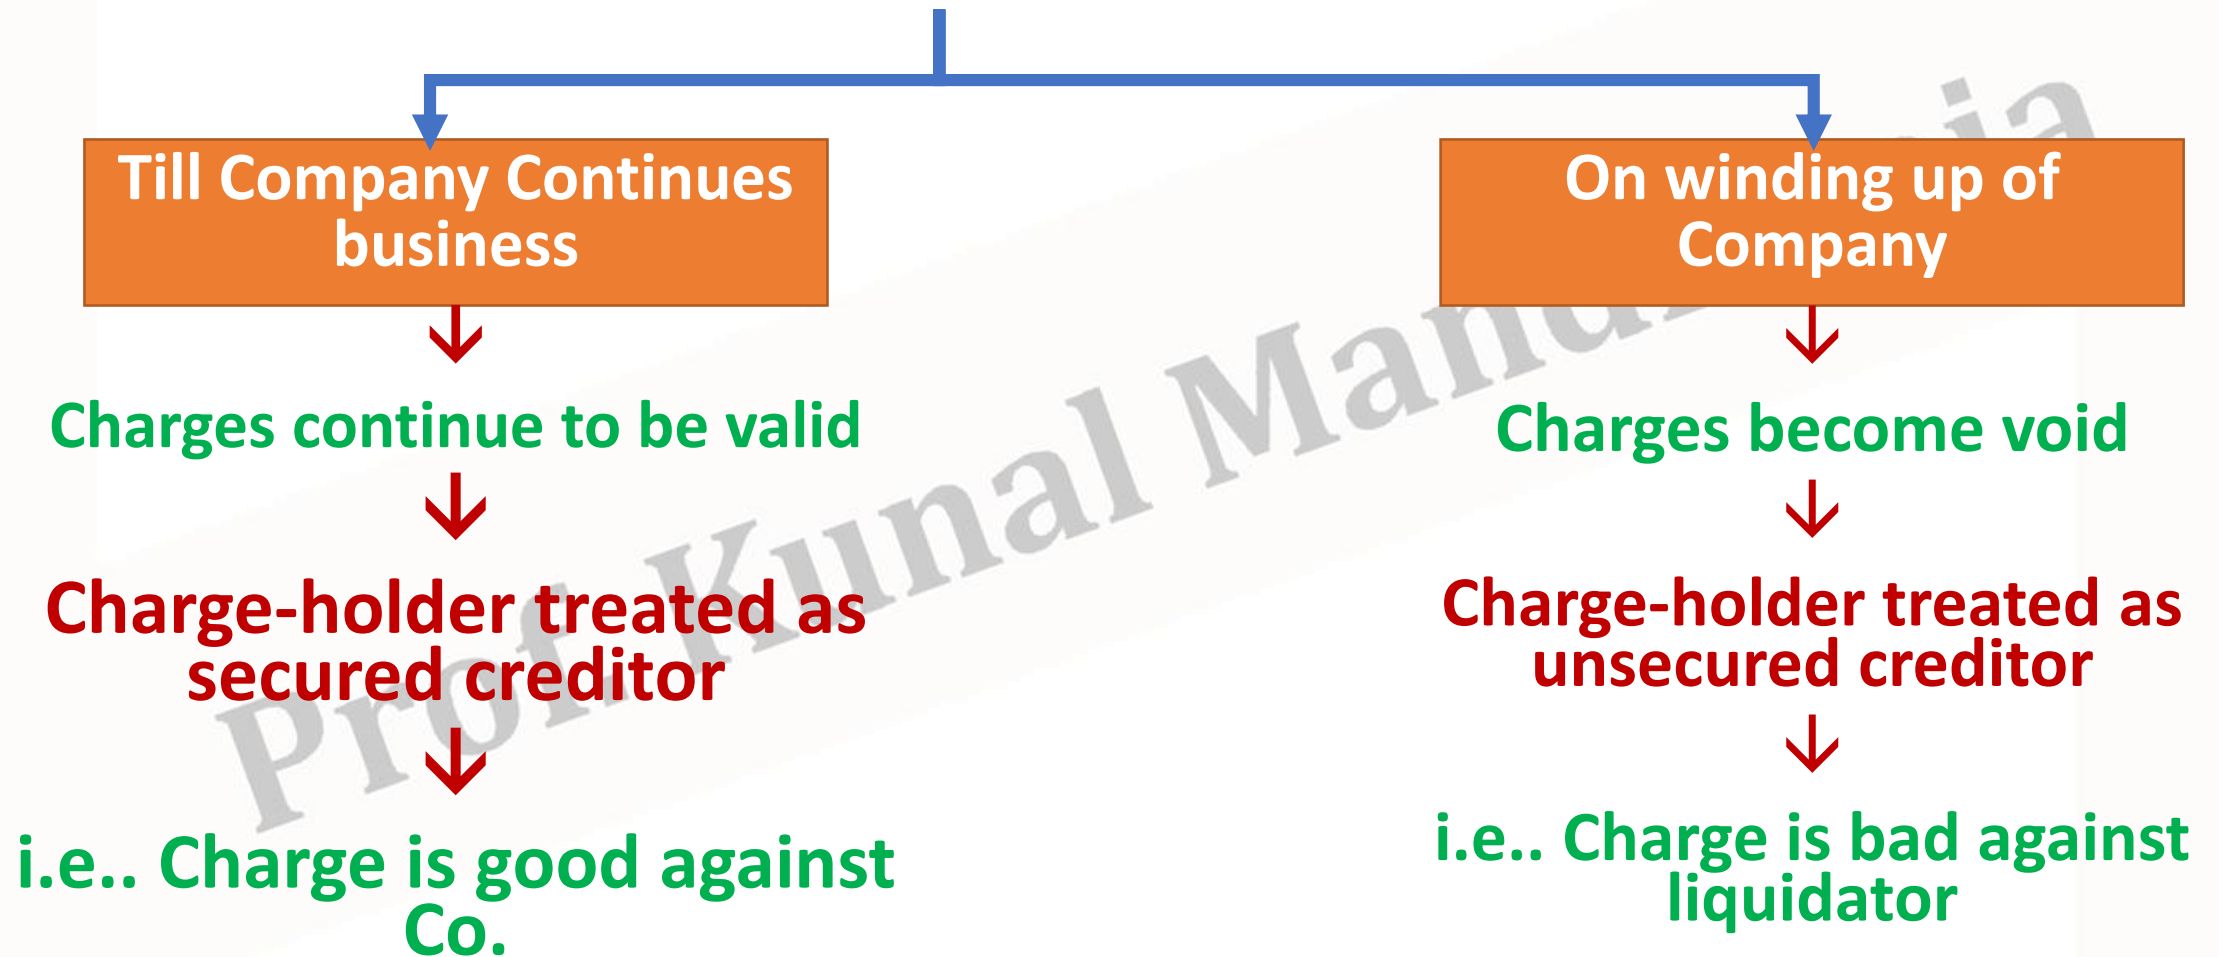 Till Company Continues
business
Charges continue to be valid
Charge-holder treated as
secured creditor
i.e.. Charge is good against
Co.
On winding up of
Company
Charges become void
Charge-holder treated as
unsecured creditor
i.e.. Charge is bad against
liquidator
Prof. Kunal